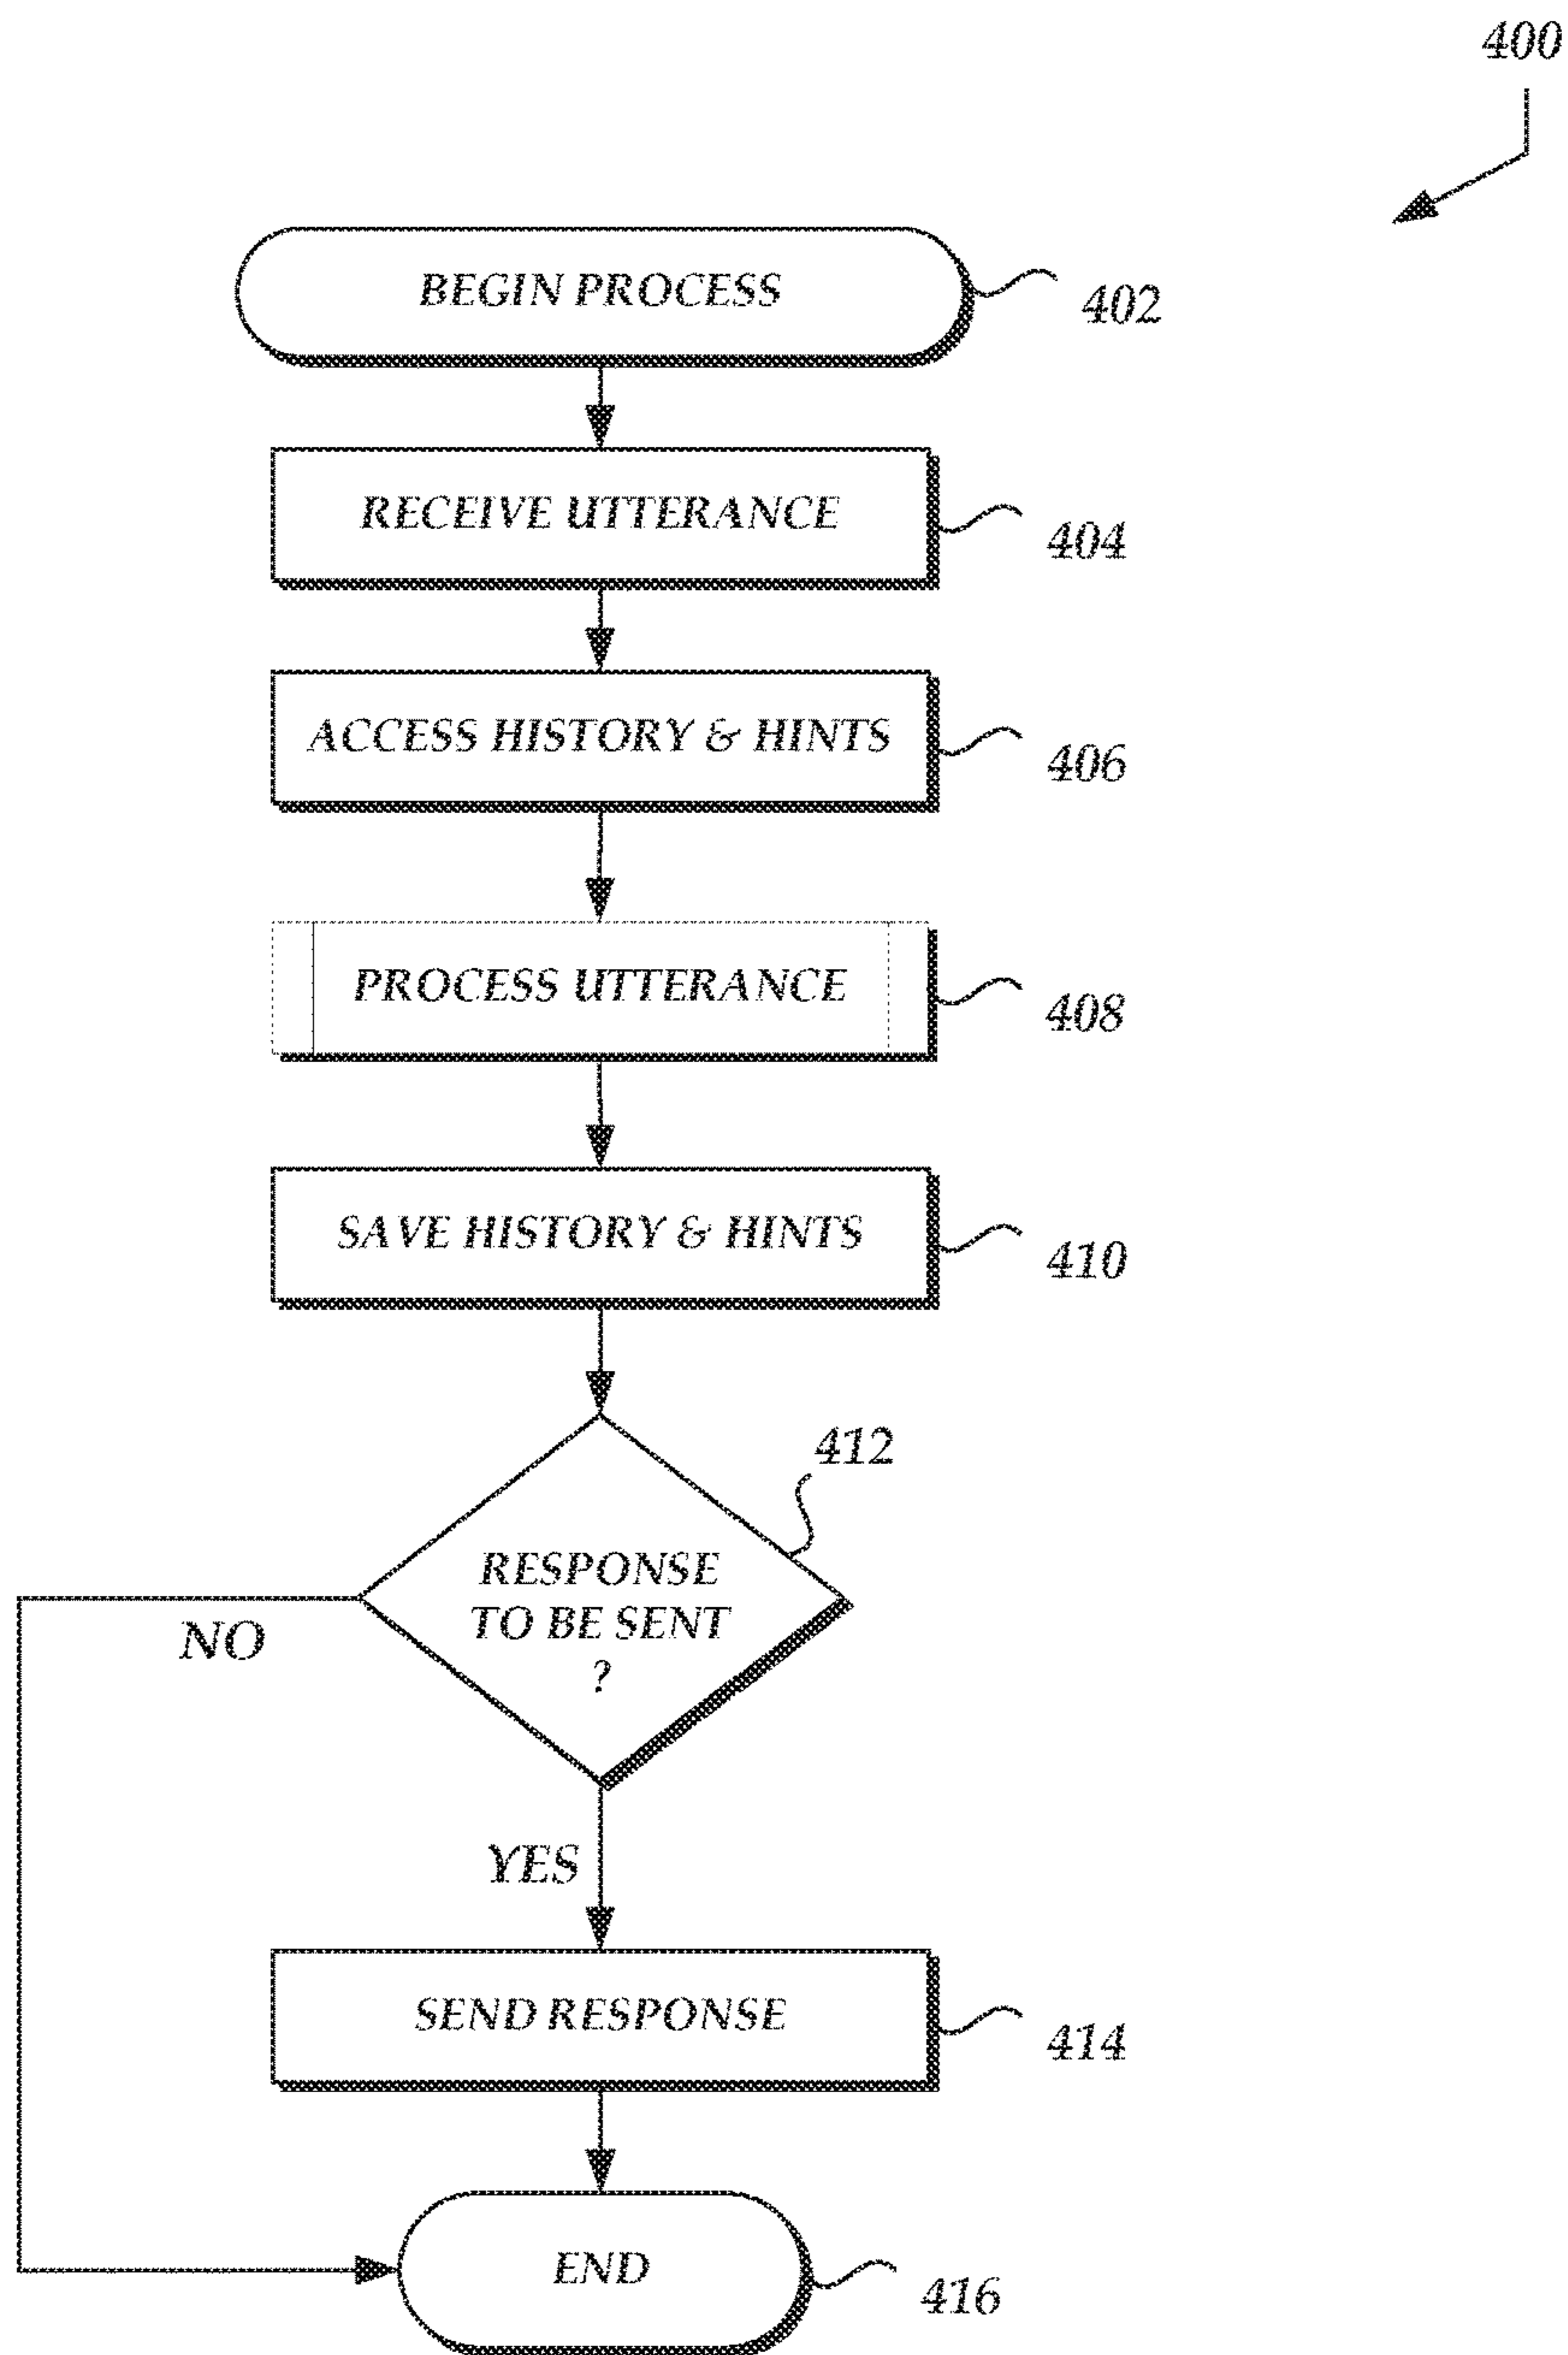 400
BEGIN PROCESS
402
RECEIVE UTTERANCE
404
ACCESS HISTORY & HINTS
406
PROCESS UTTERANCE
408
SAVE HISTORY & HINTS
410
412
RESPONSE
TO BE SENT
?
NO
YES
SEND RESPONSE
414
END
416